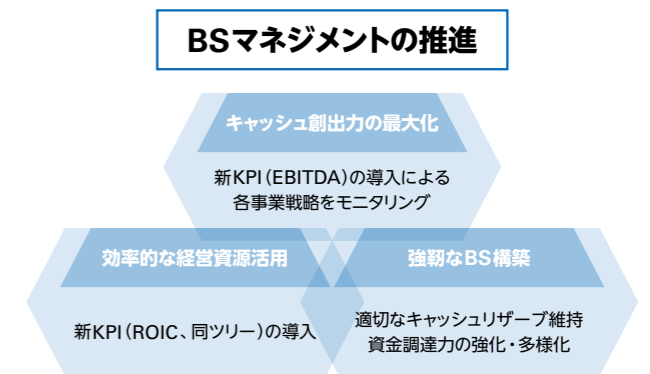 BSマネジメントの推進
キャッシュ創出力の最大化
新KPI（EBITDA）の導入による
各事業戦略をモニタリング
効率的な経営資源活用
新KPI（ROIC、同ツリー）の導入
強靭なBS構築
適切なキャッシュリザーブ維持
資金調達力の強化・多様化